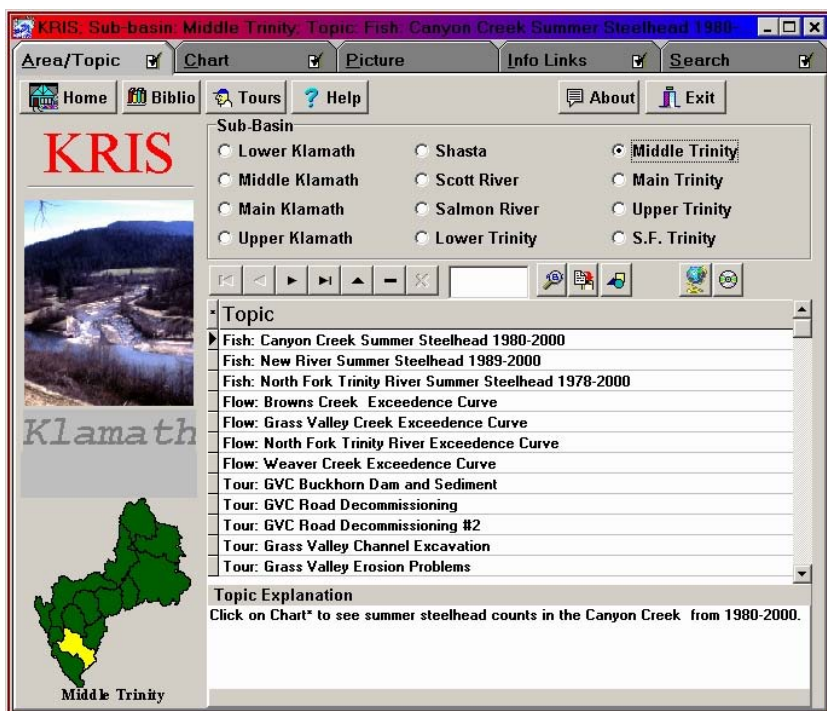 KRIS; Sub-basin: Middle Trinity; Topic: Fish: Canyon Creek Summer Steelhead 1980-
Area/Topic Chart Picture Info Links Search
Home Biblio Tours ? Help About Exit
KRIS
Sub-Basin
Lower Klamath Shasta Middle Trinity
Middle Klamath Scott River Main Trinity
Main Klamath Salmon River Upper Trinity
Upper Klamath Lower Trinity S.F. Trinity
* Topic
Fish: Canyon Creek Summer Steelhead 1980-2000
Fish: New River Summer Steelhead 1989-2000
Fish: North Fork Trinity River Summer Steelhead 1978-2000
Flow: Browns Creek Exceedence Curve
Flow: Grass Valley Creek Exceedence Curve
Flow: North Fork Trinity River Exceedence Curve
Flow: Weaver Creek Exceedence Curve
Tour: GVC Buckhorn Dam and Sediment
Tour: GVC Road Decommissioning
Tour: GVC Road Decommissioning #2
Tour: Grass Valley Channel Excavation
Tour: Grass Valley Erosion Problems
Klamath
Topic Explanation
Click on Chart* to see summer steelhead counts in the Canyon Creek from 1980-2000.
Middle Trinity